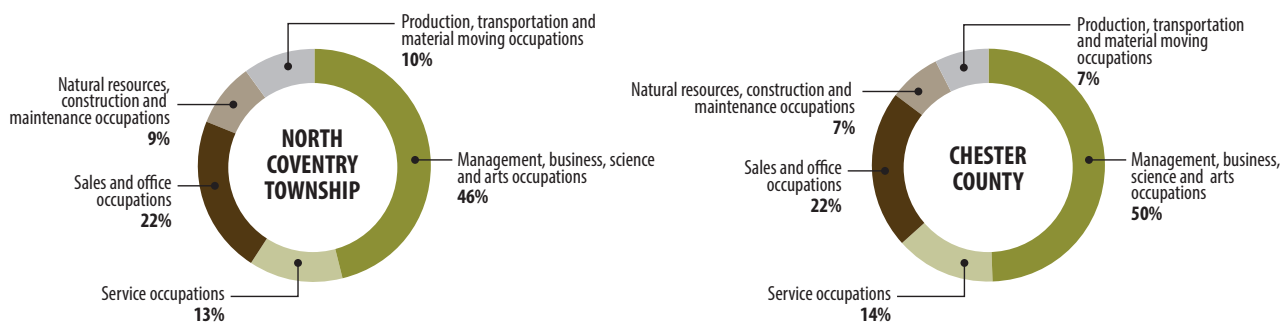 Production, transportation and
material moving occupations
10%
Natural resources,
construction and
maintenance occupations
9%
NORTH
COVENTRY
TOWNSHIP
Management, business, science
and arts occupations
46%
Sales and office
occupations
22%
Service occupations
13%
Production, transportation
and material moving
occupations
7%
Natural resources, construction and
maintenance occupations
7%
CHESTER
COUNTY
Management, business,
science and arts
occupations
50%
Sales and office
occupations
22%
Service occupations
14%